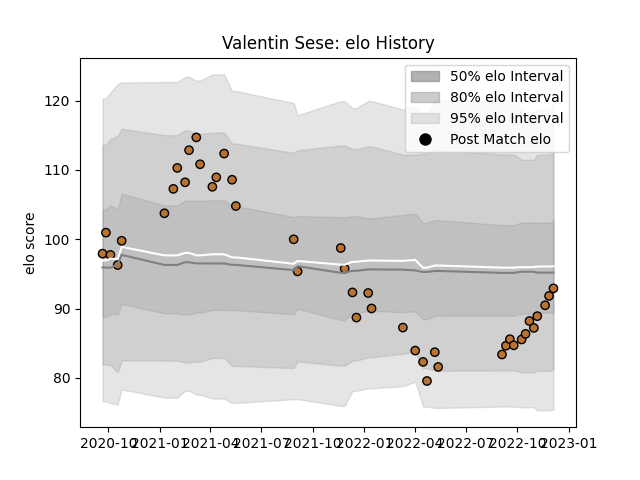 Valentin Sese: elo History
50% elo Interval
80% elo Interval
95% elo Interval
Post Match elo
elo score
120
110
100
90
80
2020-10 2021-01 2021-04 2021-07 2021-10 2022-01 2022-04 2022-07 2022-10 2023-01